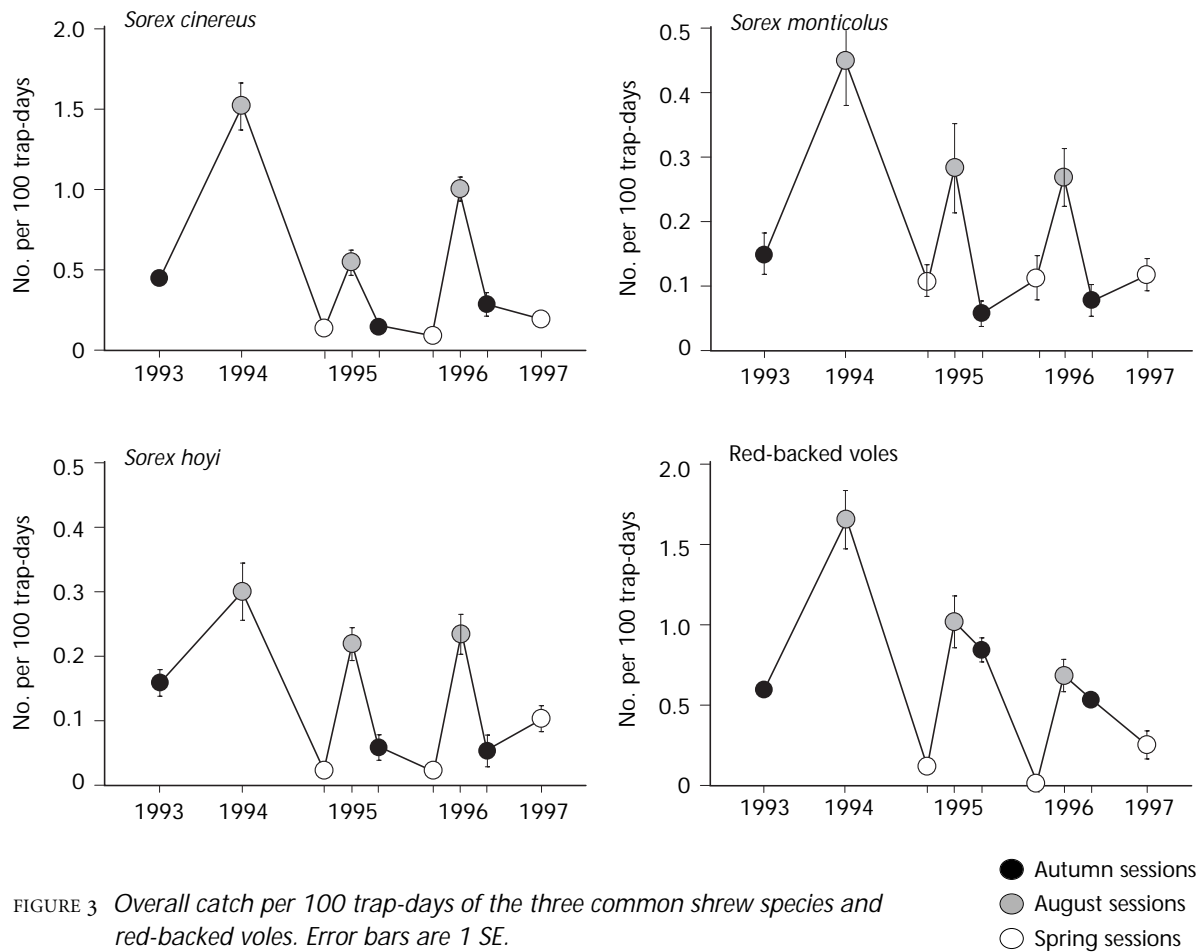 Sorex cinereus
2.0
1.5
1.0
0.5
0
No. per 100 trap-days
1993 1994 1995 1996 1997
Sorex monticolus
0.5
0.4
0.3
0.2
0.1
0
No. per 100 trap-days
1993 1994 1995 1996 1997
Sorex hoyi
0.5
0.4
0.3
0.2
0.1
0
No. per 100 trap-days
1993 1994 1995 1996 1997
Red-backed voles
2.0
1.5
1.0
0.5
0
No. per 100 trap-days
1993 1994 1995 1996 1997
Autumn sessions
August sessions
Spring sessions
FIGURE 3 Overall catch per 100 trap-days of the three common shrew species and
red-backed voles. Error bars are 1 SE.